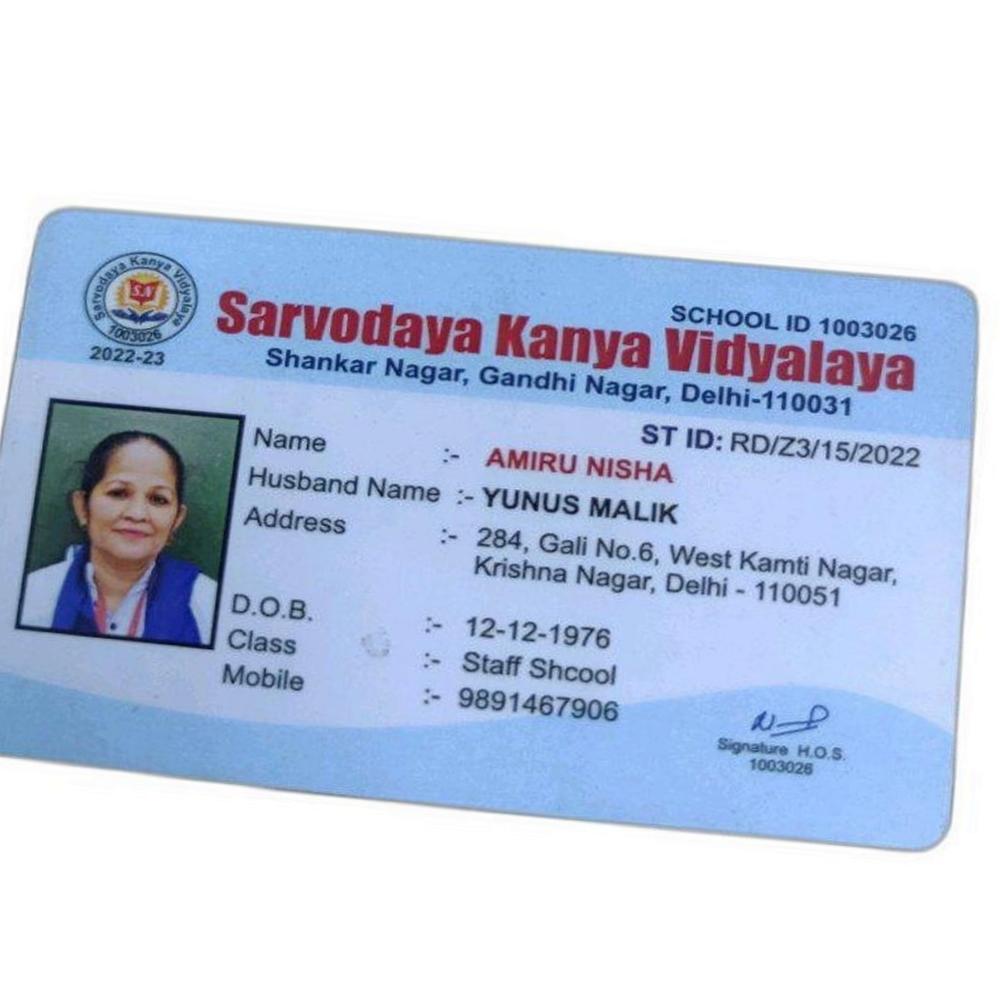 Sarvodaya Kanya Vidyalaya
S.N
1003026
2022-23
SCHOOL ID 1003026
Sarvodaya Kanya Vidyalaya
Shankar Nagar, Gandhi Nagar, Delhi-110031
ST ID: RD/Z3/15/2022
Name :- AMIRU NISHA
Husband Name :- YUNUS MALIK
Address :- 284, Gali No.6, West Kamti Nagar,
Krishna Nagar, Delhi - 110051
D.O.B. :- 12-12-1976
Class :- Staff Shcool
Mobile :- 9891467906
Signature H.O.S.
1003026